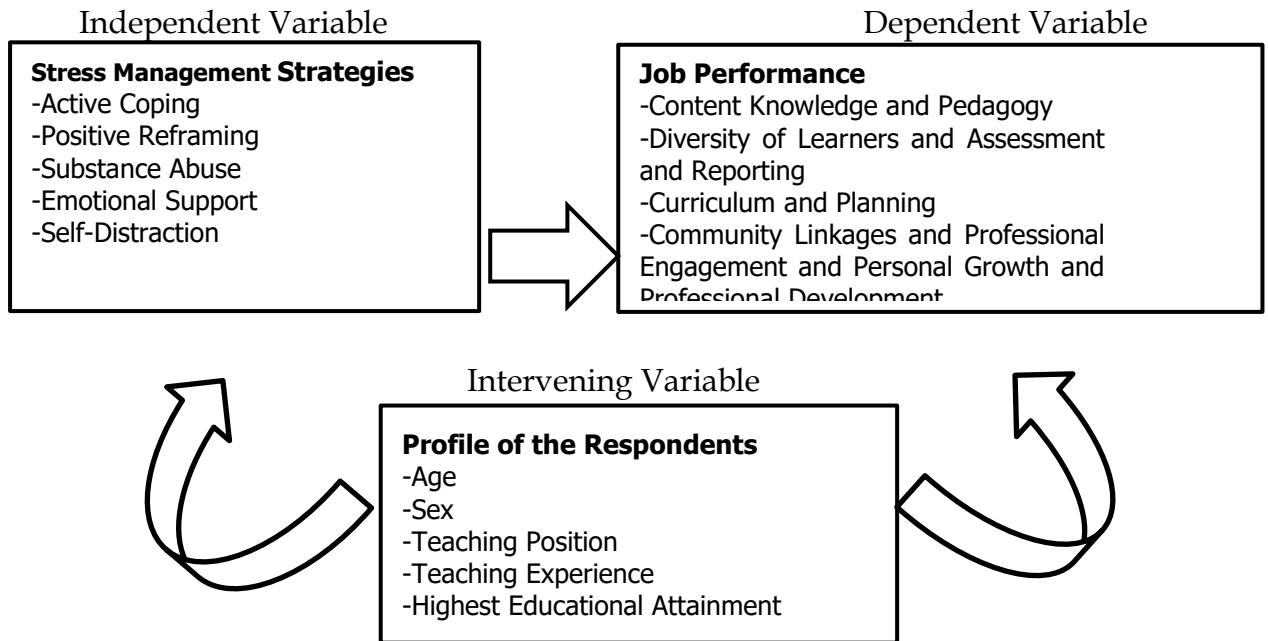 Independent Variable
Stress Management Strategies
-Active Coping
-Positive Reframing
-Substance Abuse
-Emotional Support
-Self-Distraction
Dependent Variable
Job Performance
-Content Knowledge and Pedagogy
-Diversity of Learners and Assessment
and Reporting
-Curriculum and Planning
-Community Linkages and Professional
Engagement and Personal Growth and
Professional Development
Intervening Variable
Profile of the Respondents
-Age
-Sex
-Teaching Position
-Teaching Experience
-Highest Educational Attainment